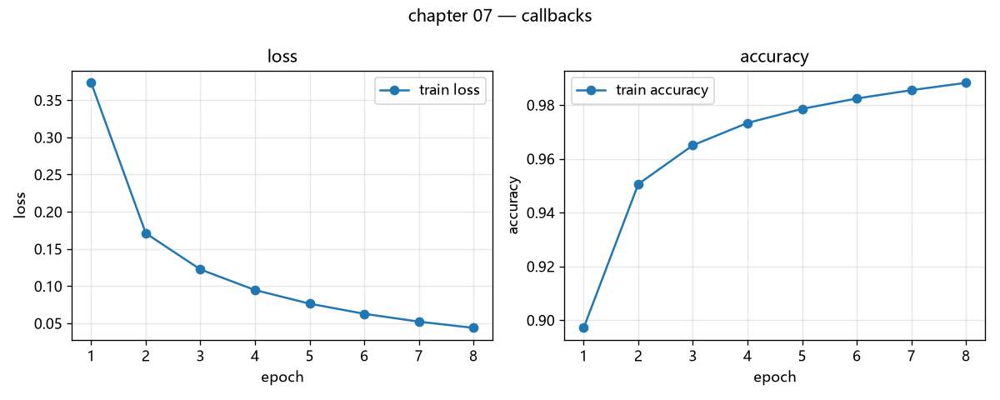 chapter 07 — callbacks
loss
train loss
0.35
0.30
0.25
0.20
0.15
0.10
0.05
loss
1 2 3 4 5 6 7 8
epoch
accuracy
train accuracy
0.98
0.96
0.94
0.92
0.90
accuracy
1 2 3 4 5 6 7 8
epoch